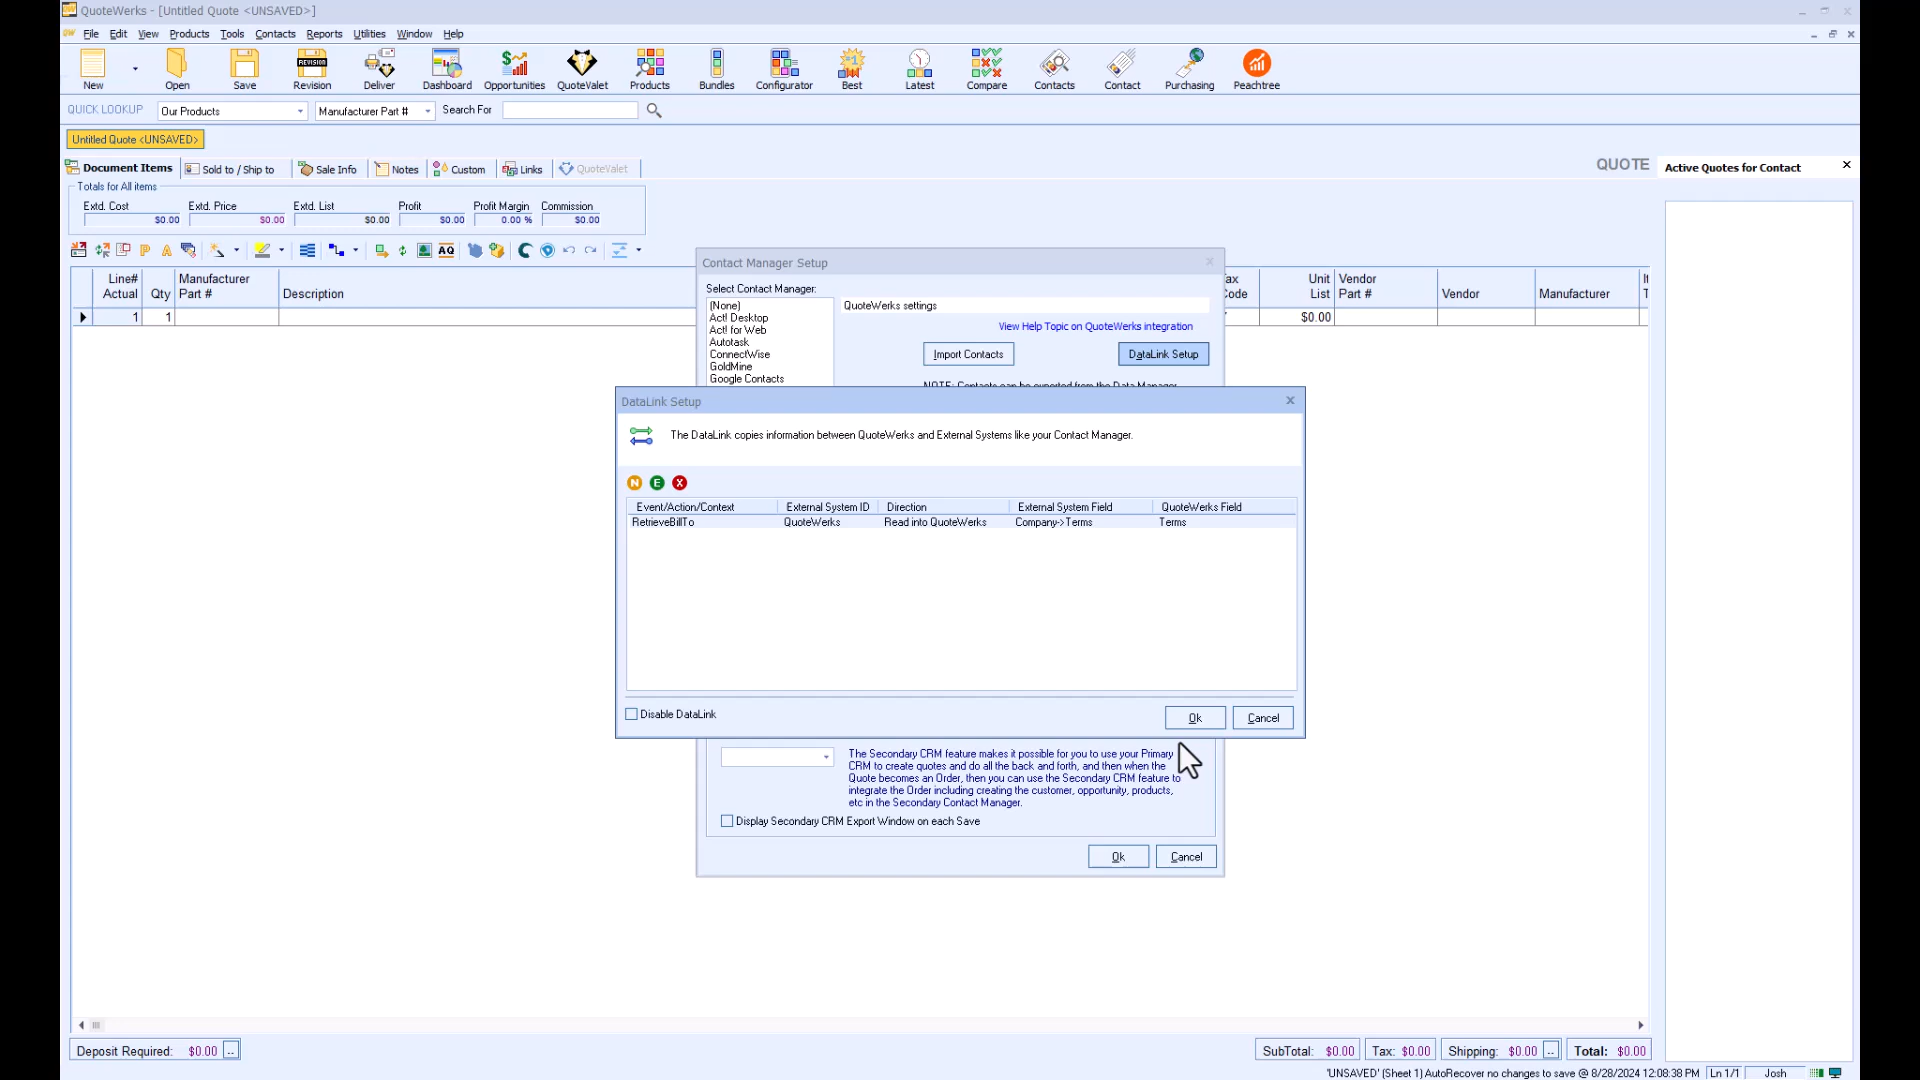 QuoteWerks - [Untitled Quote <UNSAVED>]
File Edit View Products Tools Contacts Reports Utilities Window Help
New Open Save Revision Deliver Dashboard Opportunities QuoteValet Products Bundles Configurator Best Latest Compare Contacts Contact Purchasing Peachtree
QUICK LOOKUP Our Products Manufacturer Part # Search For
Untitled Quote <UNSAVED>
Document Items Sold to / Ship to Sale Info Notes Custom Links QuoteValet QUOTE Active Quotes for Contact
Totals for All items
Extd. Cost Extd. Price Extd. List Profit Profit Margin Commission
$0.00 $0.00 $0.00 $0.00 0.00 % $0.00
Line# Actual Qty Manufacturer Part # Description Unit List Vendor Part # Vendor Manufacturer
1 1 $0.00
Contact Manager Setup
Select Contact Manager:
(None)
Act! Desktop
Act! for Web
Autotask
ConnectWise
GoldMine
Google Contacts
QuoteWerks settings
View Help Topic on QuoteWerks integration
Import Contacts DataLink Setup
NOTE: Contacts can be exported from the Data Manager
DataLink Setup
The DataLink copies information between QuoteWerks and External Systems like your Contact Manager.
N E X
Event/Action/Context External System ID Direction External System Field QuoteWerks Field
RetrieveBillTo QuoteWerks Read into QuoteWerks Company->Terms Terms
Disable DataLink Ok Cancel
The Secondary CRM feature makes it possible for you to use your Primary
CRM to create quotes and do all the back and forth, and then when the
Quote becomes an Order, then you can use the Secondary CRM feature to
integrate the Order including creating the customer, opportunity, products,
etc in the Secondary Contact Manager.
Display Secondary CRM Export Window on each Save
Ok Cancel
Deposit Required: $0.00 .. SubTotal: $0.00 Tax: $0.00 Shipping: $0.00 .. Total: $0.00
'UNSAVED' (Sheet 1) AutoRecover no changes to save @ 8/28/2024 12:08:38 PM Ln 1/1 Josh